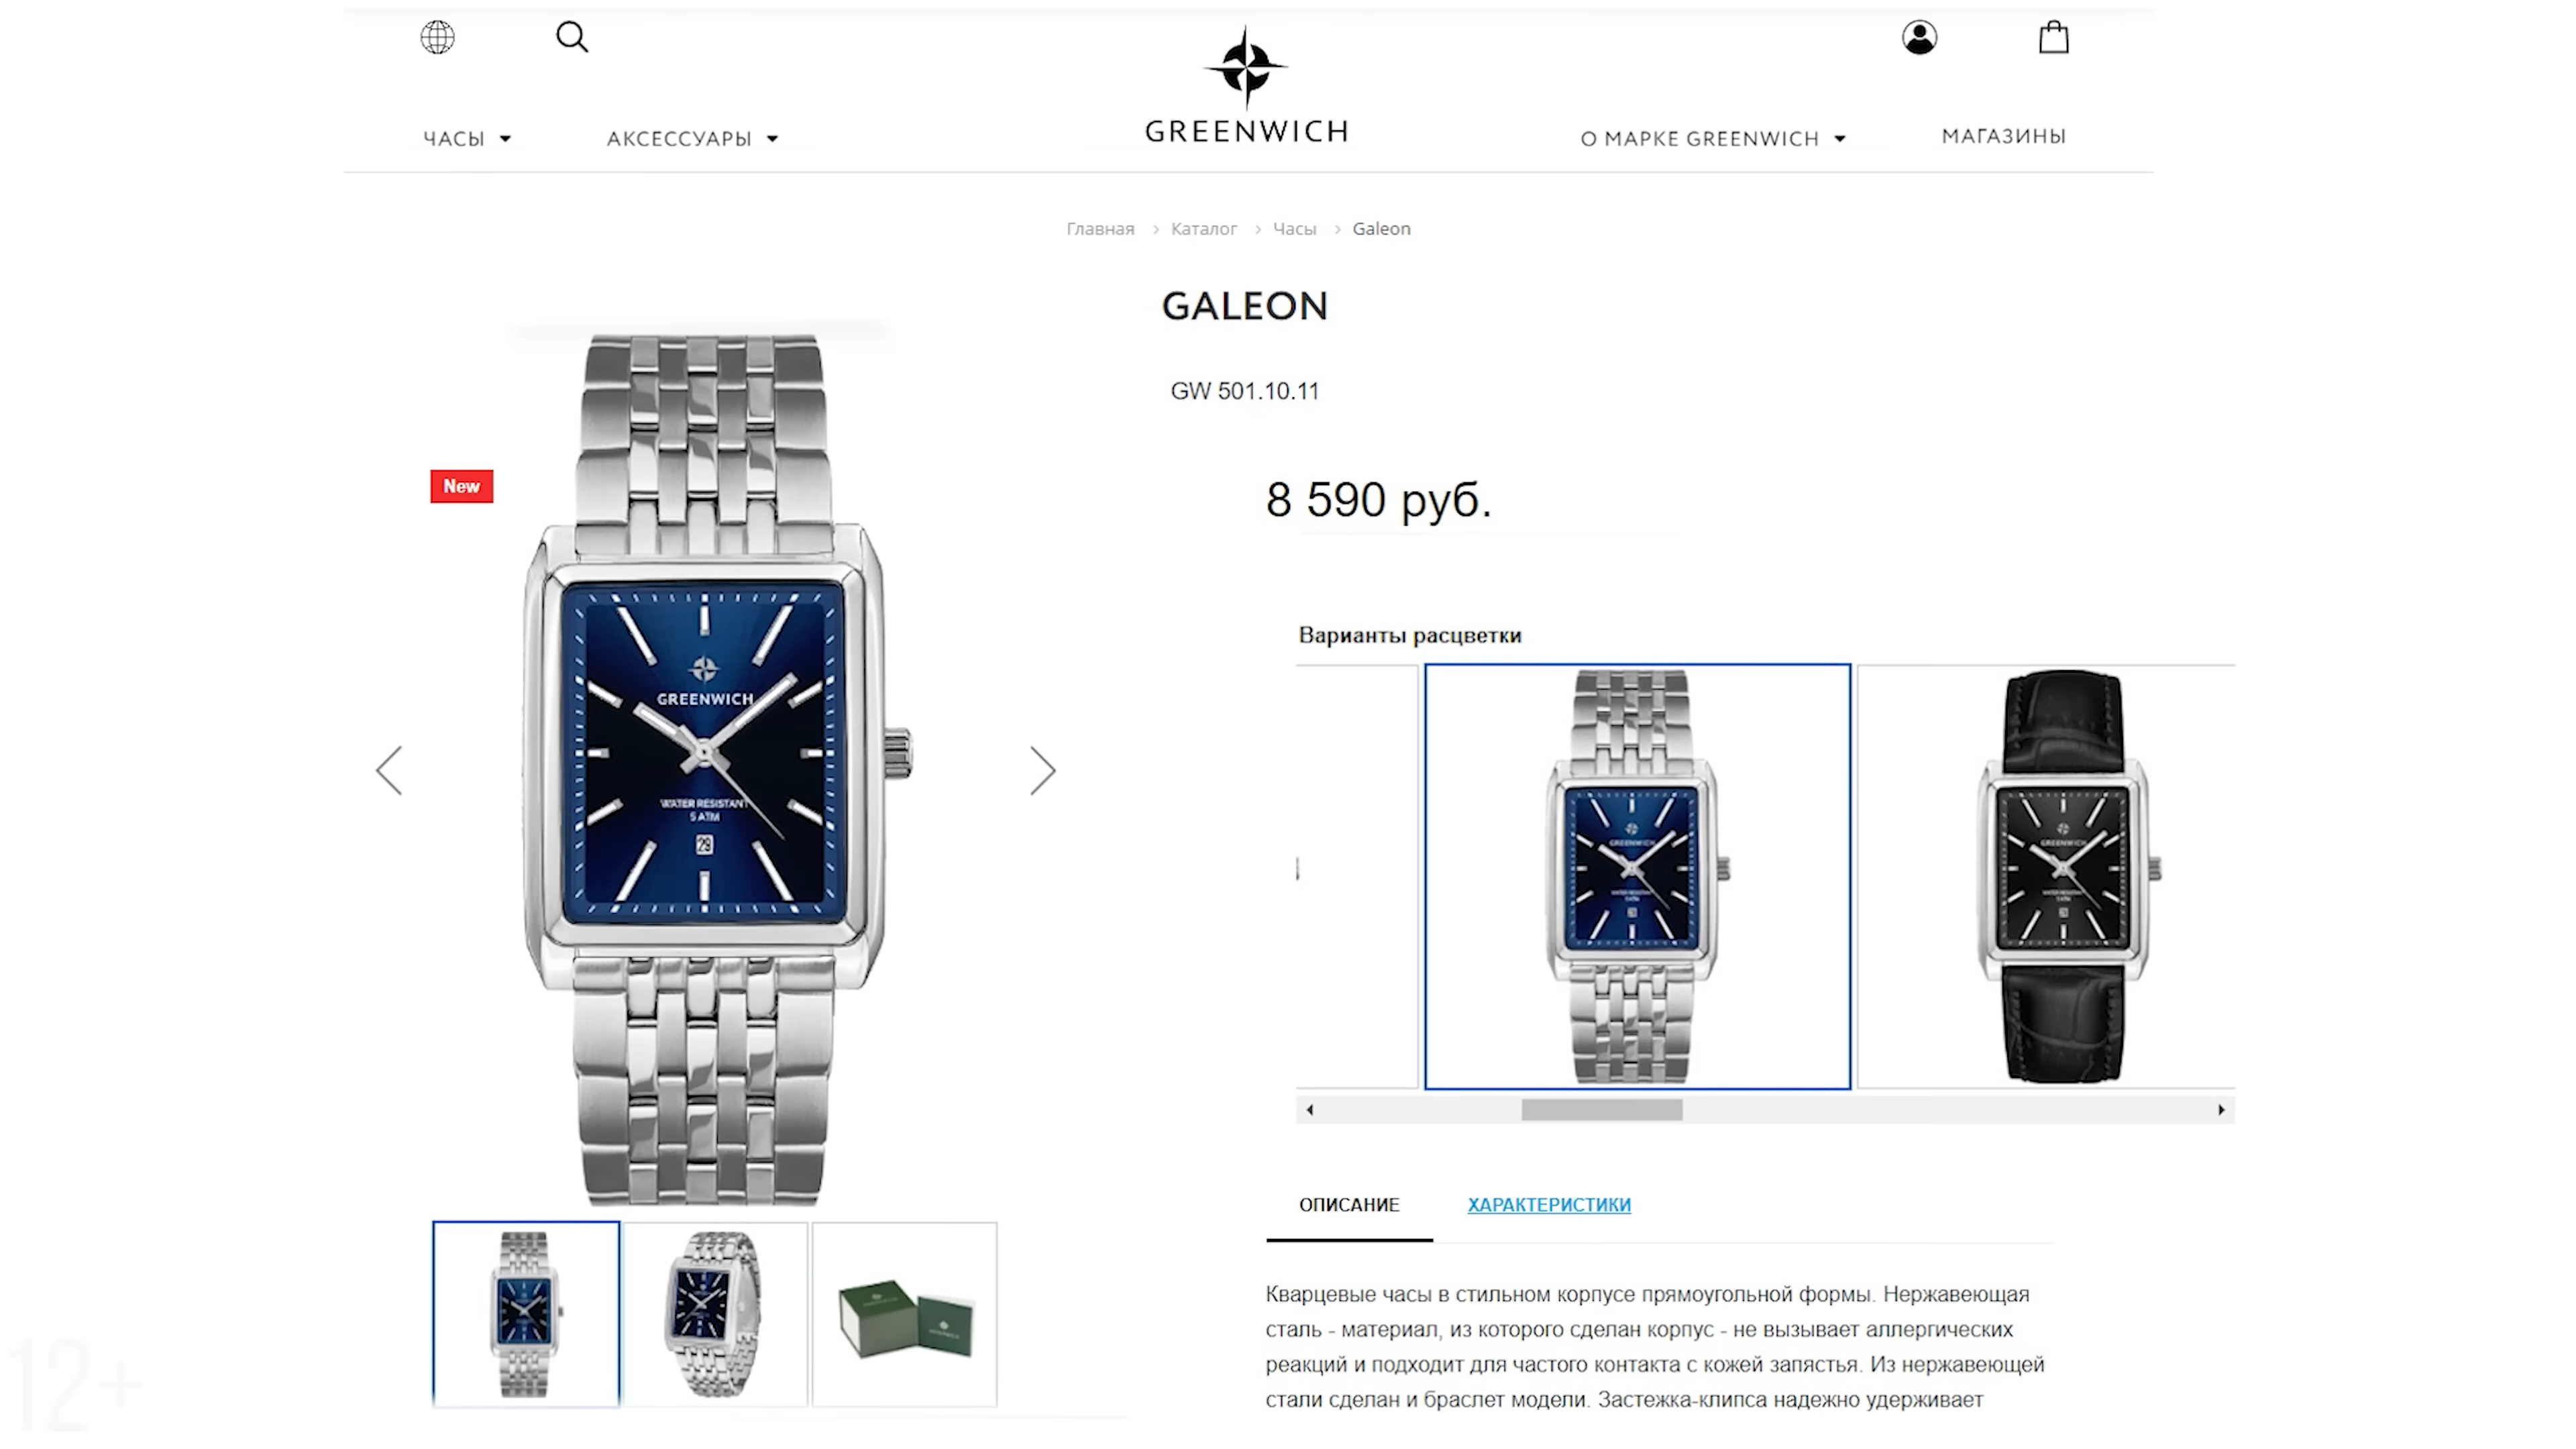 GREENWICH
ЧАСЫ
АКСЕССУАРЫ
О МАРКЕ GREENWICH
МАГАЗИНЫ
Главная > Каталог > Часы > Galeon
GALEON
GW 501.10.11
New
8 590 руб.
GREENWICH
WATER RESISTANT
5 ATM
29
Варианты расцветки
GREENWICH
GREENWICH
ОПИСАНИЕ
ХАРАКТЕРИСТИКИ
Кварцевые часы в стильном корпусе прямоугольной формы. Нержавеющая
сталь - материал, из которого сделан корпус - не вызывает аллергических
реакций и подходит для частого контакта с кожей запястья. Из нержавеющей
стали сделан и браслет модели. Застежка-клипса надежно удерживает
12+